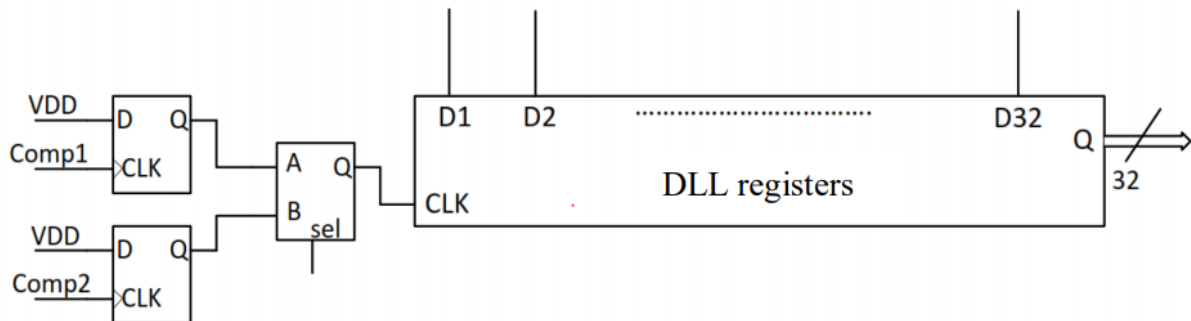 VDD
D Q
Comp1
CLK
VDD
D Q
Comp2
CLK
A Q
B
sel
D1 D2 ................................ D32
Q
CLK
DLL registers
32